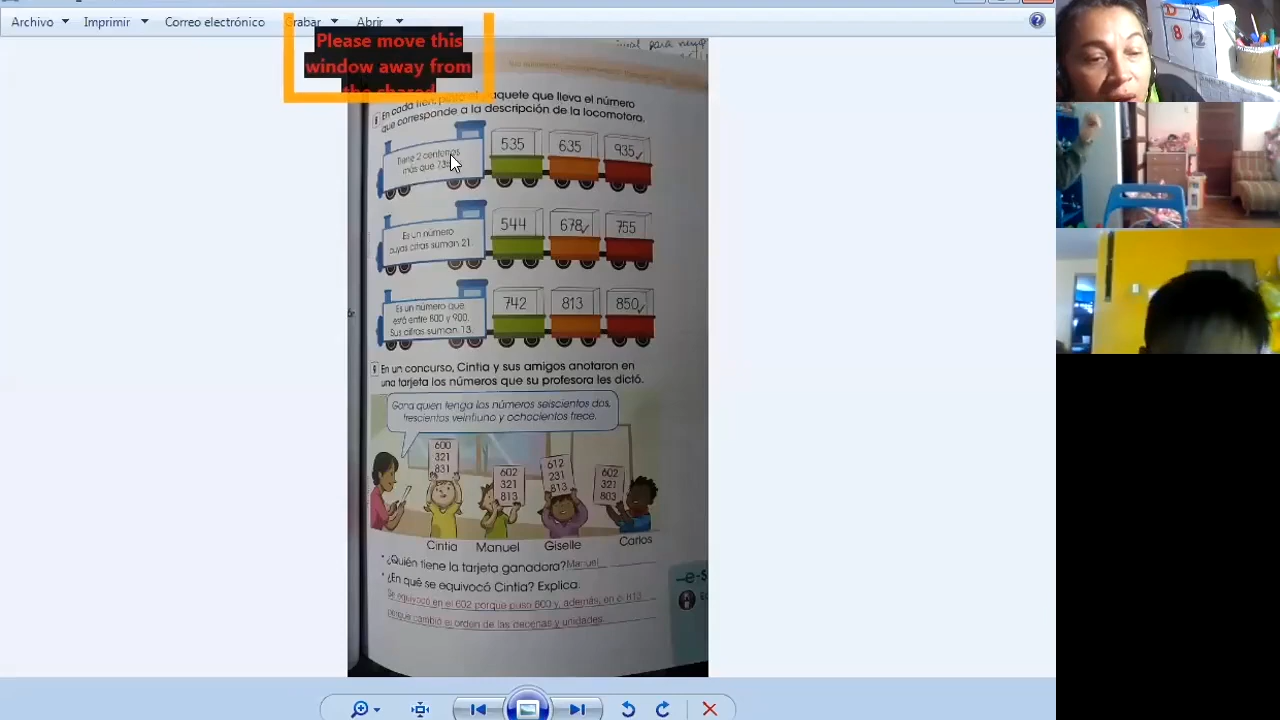 Archivo Imprimir Correo electrónico Grabar Abrir
Please move this
window away from
the shared
que lleva el número
que corresponde a la descripción de la locomotora.
Tiene 2 centenas
más que
535 635 935
Es un número
cuyas cifras suman 21.
544 678 755
Es un número que
está entre 800 y 900.
Sus cifras suman 13.
742 813 850
9 En un concurso, Cintia y sus amigos anotaron en
una tarjeta los números que su profesora les dictó.
Gana quien tenga los números seiscientos dos,
trescientos veintiuno y ochocientos trece.
600
321
831
602
321
813
612
231
813
602
321
803
Cintia Manuel Giselle Carlos
• ¿Quién tiene la tarjeta ganadora? Manuel
• ¿En qué se equivocó Cintia? Explica.
Se equivocó en el 602 porque puso 600 y, además, en el 813
porque cambió el orden de las decenas y unidades.
8
2